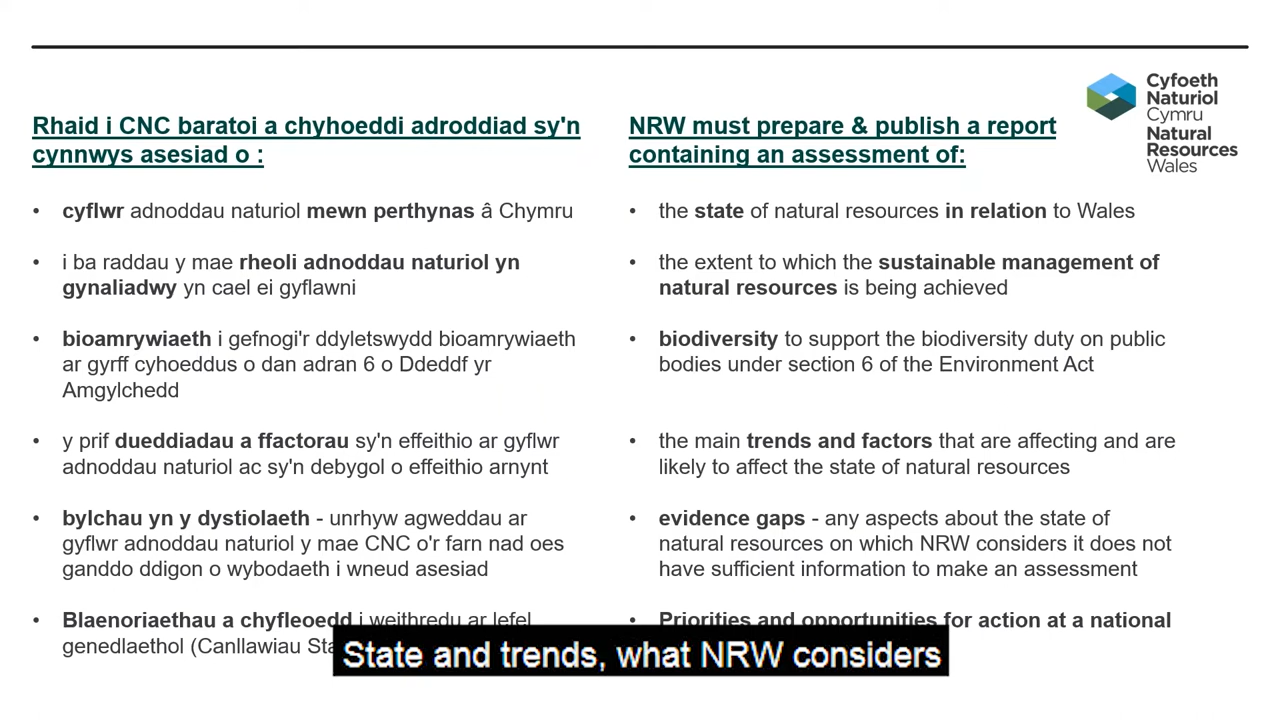 Rhaid i CNC baratoi a chyhoeddi adroddiad sy'n
cynnwys asesiad o :
• cyflwr adnoddau naturiol mewn perthynas â Chymru
• i ba raddau y mae rheoli adnoddau naturiol yn
gynaliadwy yn cael ei gyflawni
• bioamrywiaeth i gefnogi'r ddyletswydd bioamrywiaeth
ar gyrff cyhoeddus o dan adran 6 o Ddeddf yr
Amgylchedd
• y prif dueddiadau a ffactorau sy'n effeithio ar gyflwr
adnoddau naturiol ac sy'n debygol o effeithio arnynt
• bylchau yn y dystiolaeth - unrhyw agweddau ar
gyflwr adnoddau naturiol y mae CNC o'r farn nad oes
ganddo ddigon o wybodaeth i wneud asesiad
• Blaenoriaethau a chyfleoedd i weithredu ar lefel
genedlaethol (Canllawiau
NRW must prepare & publish a report
containing an assessment of:
• the state of natural resources in relation to Wales
• the extent to which the sustainable management of
natural resources is being achieved
• biodiversity to support the biodiversity duty on public
bodies under section 6 of the Environment Act
• the main trends and factors that are affecting and are
likely to affect the state of natural resources
• evidence gaps - any aspects about the state of
natural resources on which NRW considers it does not
have sufficient information to make an assessment
• Priorities and opportunities for action at a national
Cyfoeth
Naturiol
Cymru
Natural
Resources
Wales
State and trends, what NRW considers